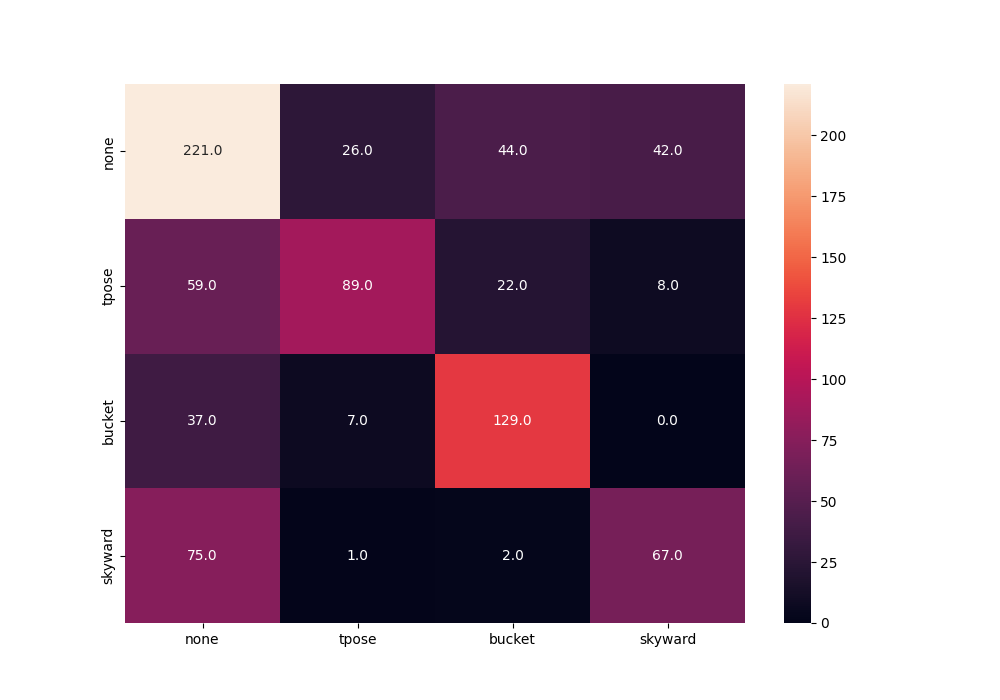 none 221.0 26.0 44.0 42.0
tpose 59.0 89.0 22.0 8.0
bucket 37.0 7.0 129.0 0.0
skyward 75.0 1.0 2.0 67.0
none tpose bucket skyward
200
175
150
125
100
75
50
25
0